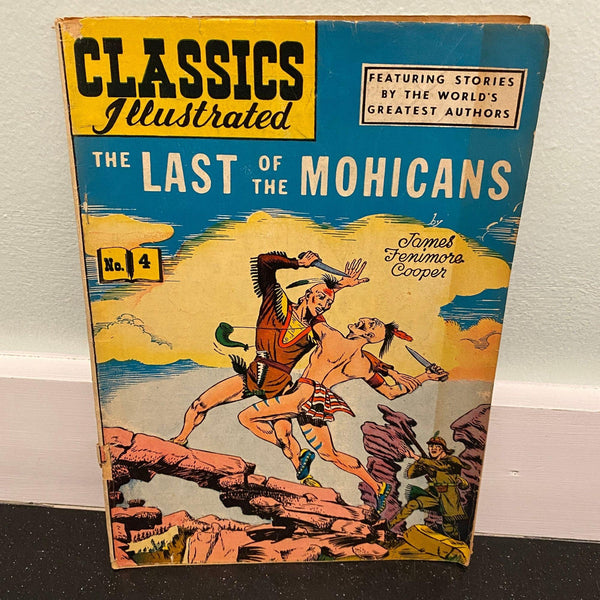 CLASSICS
Illustrated
FEATURING STORIES
BY THE WORLD'S
GREATEST AUTHORS
THE LAST OF THE MOHICANS
by
James
Fenimore
Cooper
No. 4